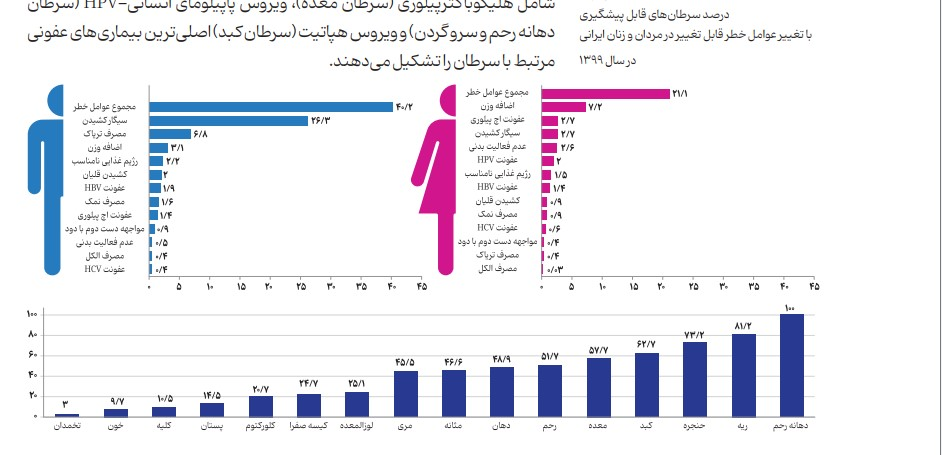 شامل هلیکوباکترپیلوری (سرطان معده)، ویروس پاپیلومای انسانی-HPV (سرطان
دهانه رحم و سر و گردن) و ویروس هپاتیت (سرطان کبد) اصلی‌ترین بیماری‌های عفونی
مرتبط با سرطان را تشکیل می‌دهند.
درصد سرطان‌های قابل پیشگیری
با تغییر عوامل خطر قابل تغییر در مردان و زنان ایرانی
در سال ۱۳۹۹
مجموع عوامل خطر ۲۱/۱
اضافه وزن ۷/۲
عفونت اچ پیلوری ۲/۷
سیگار کشیدن ۲/۷
عدم فعالیت بدنی ۲/۶
عفونت HPV ۲
رژیم غذایی نامناسب ۱/۵
عفونت HBV ۱/۴
کشیدن قلیان ۰/۹
مصرف نمک ۰/۹
عفونت HCV ۰/۶
مواجهه دست دوم با دود ۰/۴
مصرف تریاک ۰/۴
مصرف الکل ۰/۰۳
۰ ۵ ۱۰ ۱۵ ۲۰ ۲۵ ۳۰ ۳۵ ۴۰ ۴۵
مجموع عوامل خطر ۴۰/۲
سیگار کشیدن ۲۶/۳
مصرف تریاک ۶/۸
اضافه وزن ۳/۱
رژیم غذایی نامناسب ۲/۲
کشیدن قلیان ۲
عفونت HBV ۱/۹
مصرف نمک ۱/۶
عفونت اچ پیلوری ۱/۴
مواجهه دست دوم با دود ۰/۹
عدم فعالیت بدنی ۰/۵
مصرف الکل ۰/۴
عفونت HCV ۰/۴
۰ ۵ ۱۰ ۱۵ ۲۰ ۲۵ ۳۰ ۳۵ ۴۰ ۴۵
۱۰۰
۸۰
۶۰
۴۰
۲۰
۰
۳ ۹/۷ ۱۰/۵ ۱۴/۵ ۲۰/۷ ۲۴/۷ ۲۵/۱ ۴۵/۵ ۴۶/۶ ۴۸/۹ ۵۱/۷ ۵۷/۷ ۶۲/۷ ۷۳/۲ ۸۱/۲ ۱۰۰
تخمدان خون کلیه پستان کلورکتوم کیسه صفرا لوزالمعده مری مثانه دهان رحم معده کبد حنجره ریه دهانه رحم